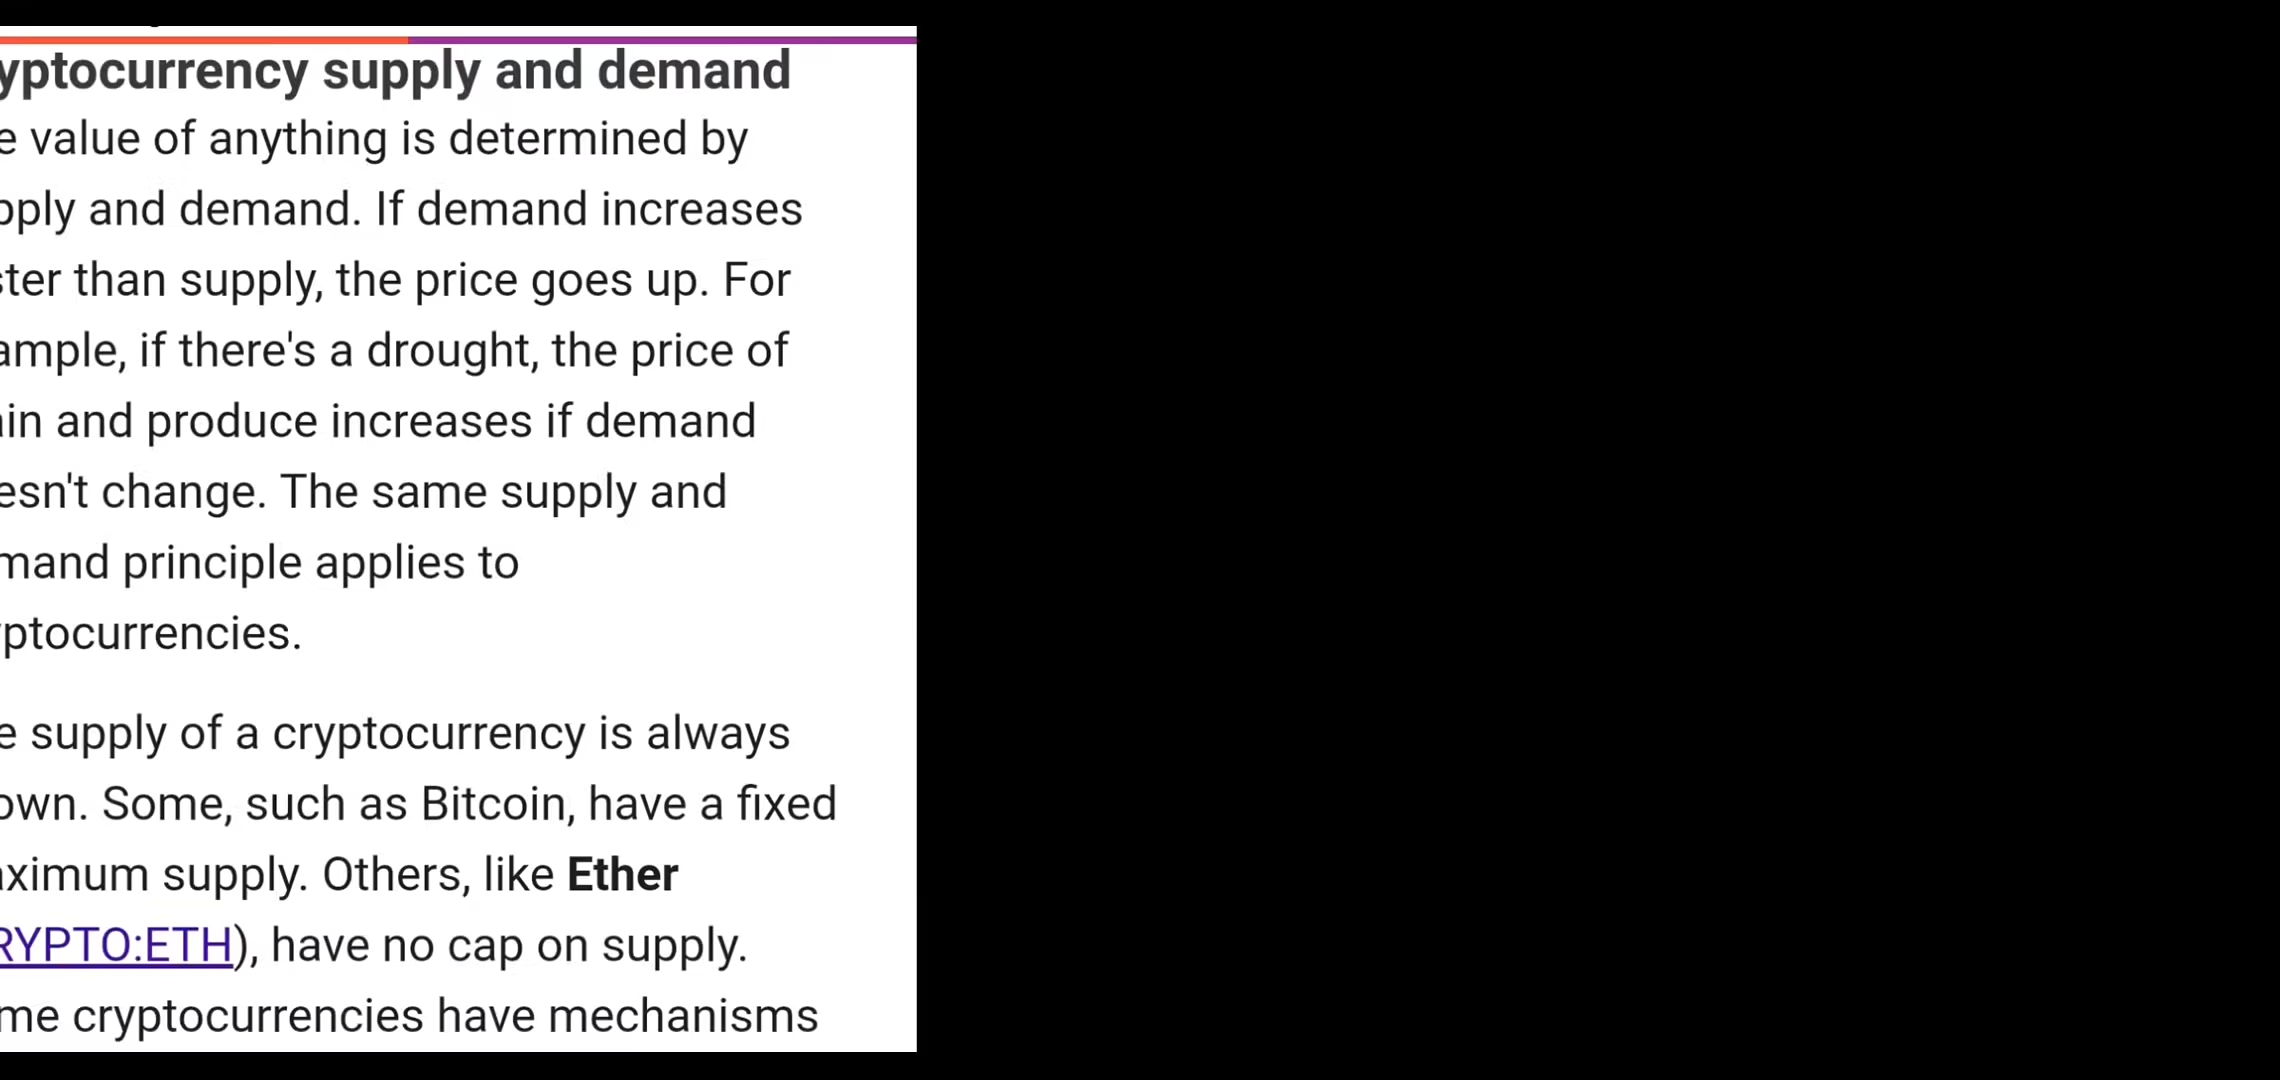 yptocurrency supply and demand
e value of anything is determined by
pply and demand. If demand increases
ster than supply, the price goes up. For
ample, if there's a drought, the price of
ain and produce increases if demand
esn't change. The same supply and
mand principle applies to
yptocurrencies.
e supply of a cryptocurrency is always
own. Some, such as Bitcoin, have a fixed
aximum supply. Others, like Ether
RYPTO:ETH), have no cap on supply.
me cryptocurrencies have mechanisms